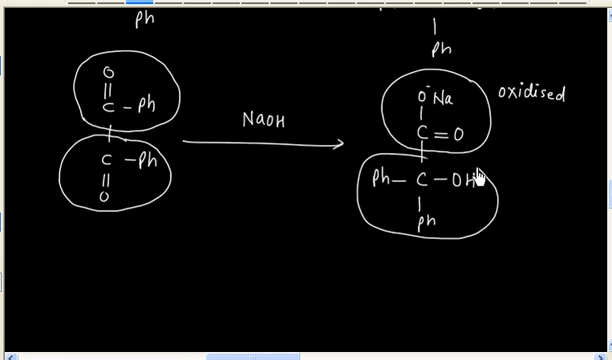 Ph
Ph
O
C - Ph
C - Ph
O
NaOH
O⁻Na
C = O
Ph - C - OH
Ph
oxidised